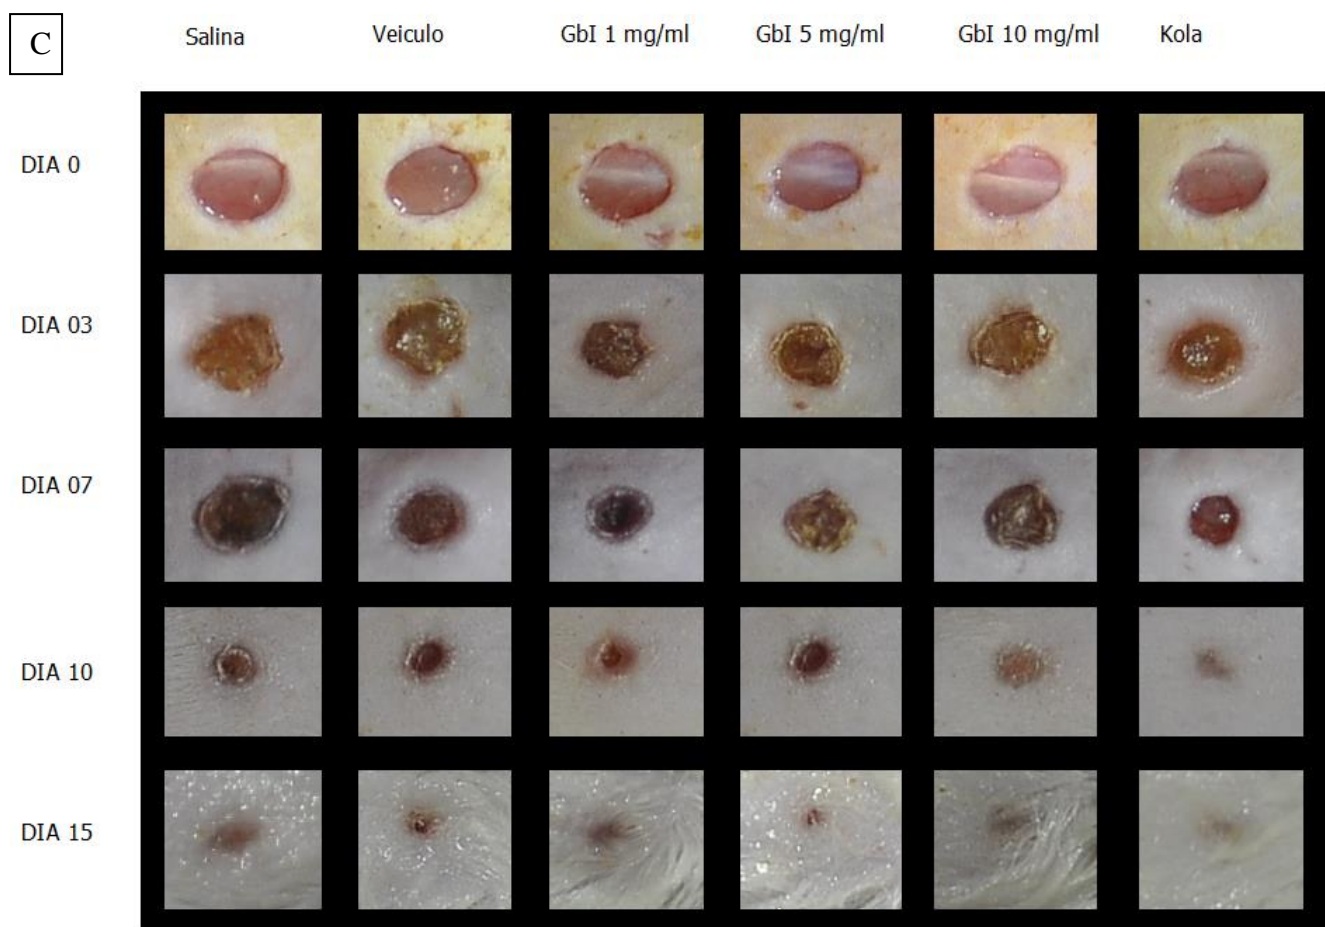 C
Salina Veiculo GbI 1 mg/ml GbI 5 mg/ml GbI 10 mg/ml Kola
DIA 0
DIA 03
DIA 07
DIA 10
DIA 15